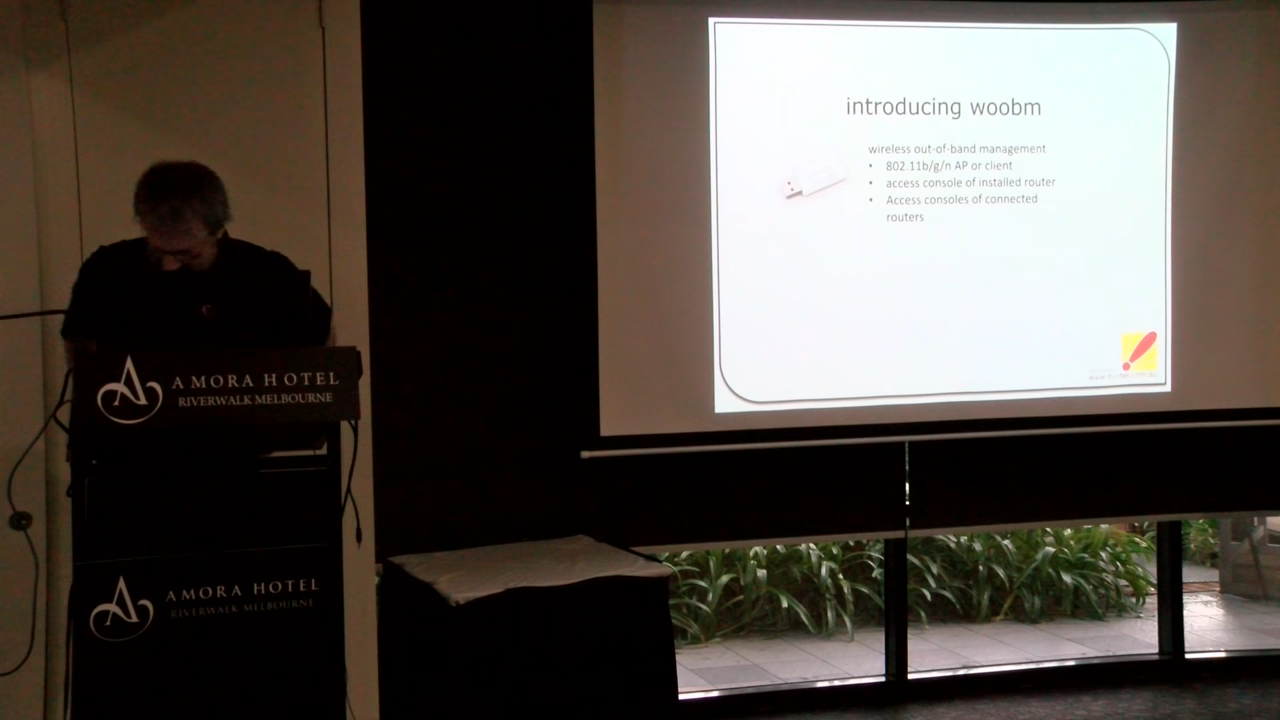 introducing woobm
wireless out-of-band management
• 802.11b/g/n AP or client
• access console of installed router
• Access consoles of connected
routers
AMORA HOTEL
RIVERWALK MELBOURNE
AMORA HOTEL
RIVERWALK MELBOURNE